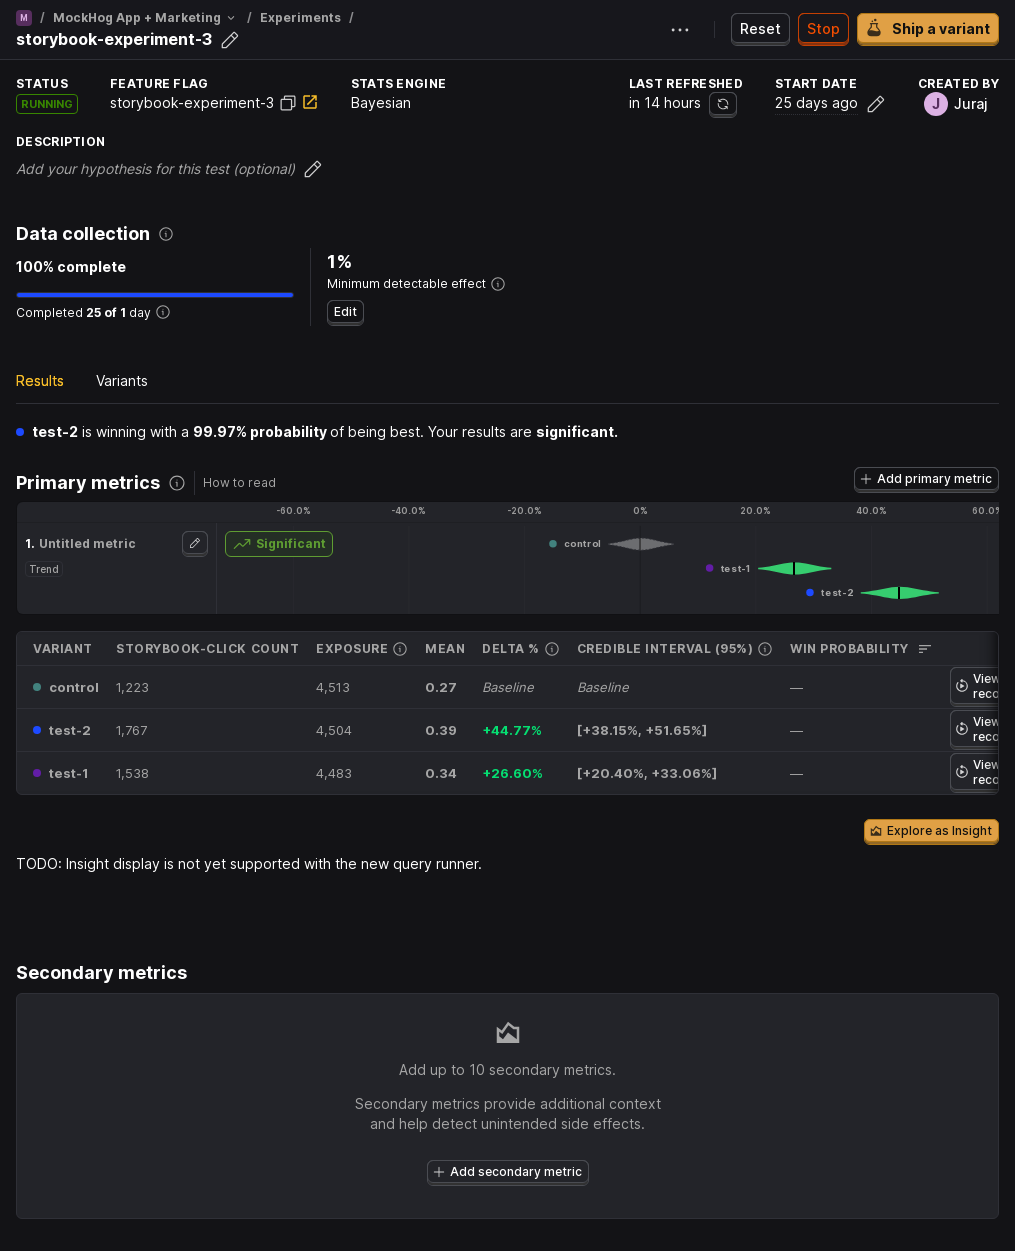 M / MockHog App + Marketing / Experiments /
storybook-experiment-3
Reset Stop Ship a variant
STATUS FEATURE FLAG STATS ENGINE LAST REFRESHED START DATE CREATED BY
RUNNING storybook-experiment-3 Bayesian in 14 hours 25 days ago J Juraj
DESCRIPTION
Add your hypothesis for this test (optional)
Data collection
100% complete
Completed 25 of 1 day
1%
Minimum detectable effect
Edit
Results Variants
test-2 is winning with a 99.97% probability of being best. Your results are significant.
Primary metrics How to read Add primary metric
-60.0% -40.0% -20.0% 0% 20.0% 40.0% 60.0%
1. Untitled metric Significant control
Trend test-1
test-2
VARIANT STORYBOOK-CLICK COUNT EXPOSURE MEAN DELTA % CREDIBLE INTERVAL (95%) WIN PROBABILITY
control 1,223 4,513 0.27 Baseline Baseline — View
reco
test-2 1,767 4,504 0.39 +44.77% [+38.15%, +51.65%] — View
reco
test-1 1,538 4,483 0.34 +26.60% [+20.40%, +33.06%] — View
reco
Explore as Insight
TODO: Insight display is not yet supported with the new query runner.
Secondary metrics
Add up to 10 secondary metrics.
Secondary metrics provide additional context
and help detect unintended side effects.
Add secondary metric